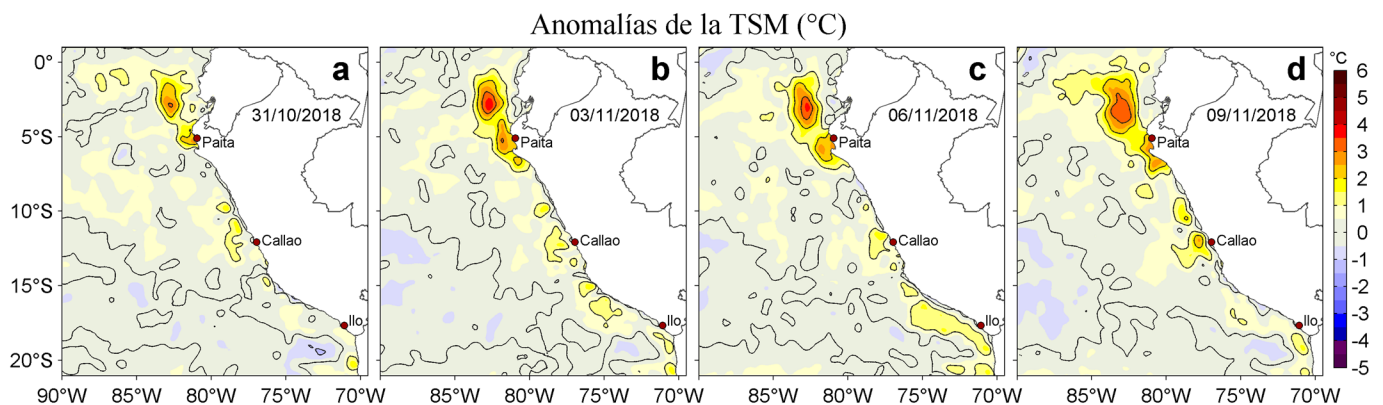 Anomalías de la TSM (°C)
a
b
c
d
°C
31/10/2018
03/11/2018
06/11/2018
09/11/2018
Paita
Callao
Ilo
Paita
Callao
Ilo
Paita
Callao
Ilo
Paita
Callao
Ilo
0°
5°S
10°S
15°S
20°S
90°W
85°W
80°W
75°W
70°W
85°W
80°W
75°W
70°W
85°W
80°W
75°W
70°W
85°W
80°W
75°W
70°W
6
5
4
3
2
1
0
-1
-2
-3
-4
-5